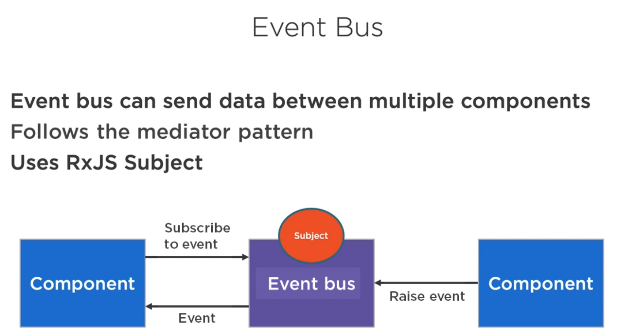 Event Bus
Event bus can send data between multiple components
Follows the mediator pattern
Uses RxJS Subject
Subscribe
to event
Subject
Component
Event bus
Component
Raise event
Event